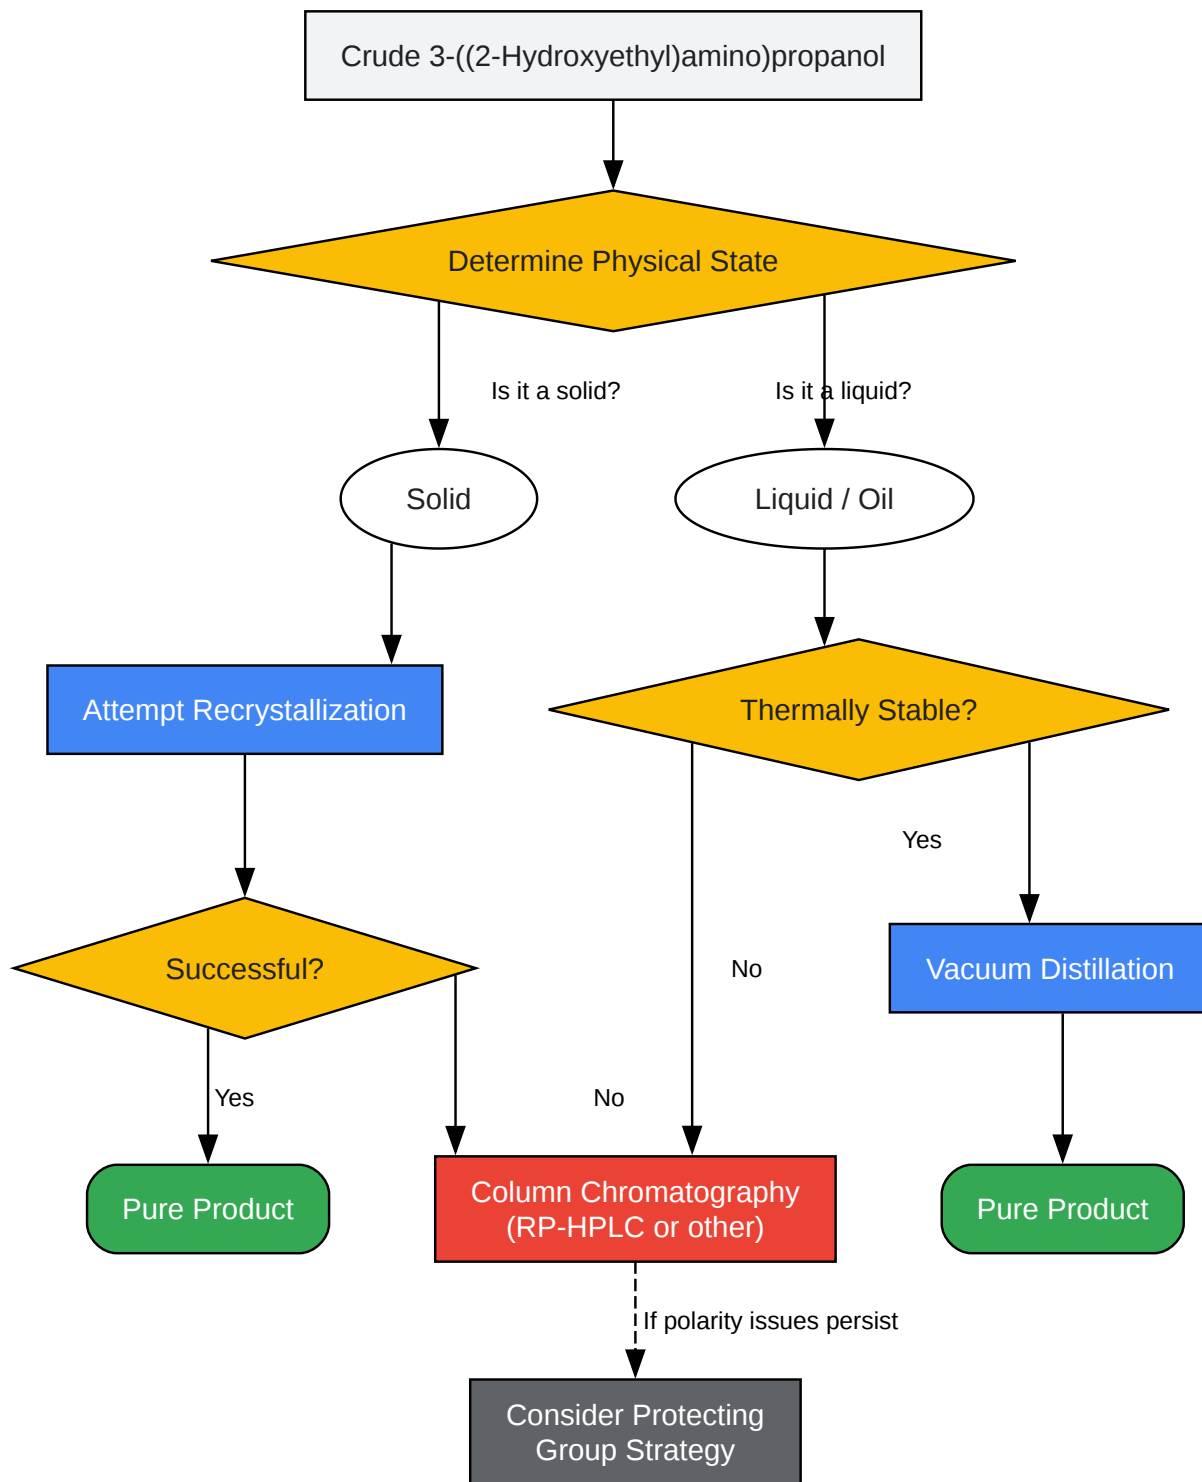 Crude 3-((2-Hydroxyethyl)amino)propanol
Determine Physical State
Is it a solid?
Is it a liquid?
Solid
Liquid / Oil
Attempt Recrystallization
Thermally Stable?
Yes
Successful?
No
Vacuum Distillation
Yes
No
Pure Product
Column Chromatography
(RP-HPLC or other)
Pure Product
If polarity issues persist
Consider Protecting
Group Strategy